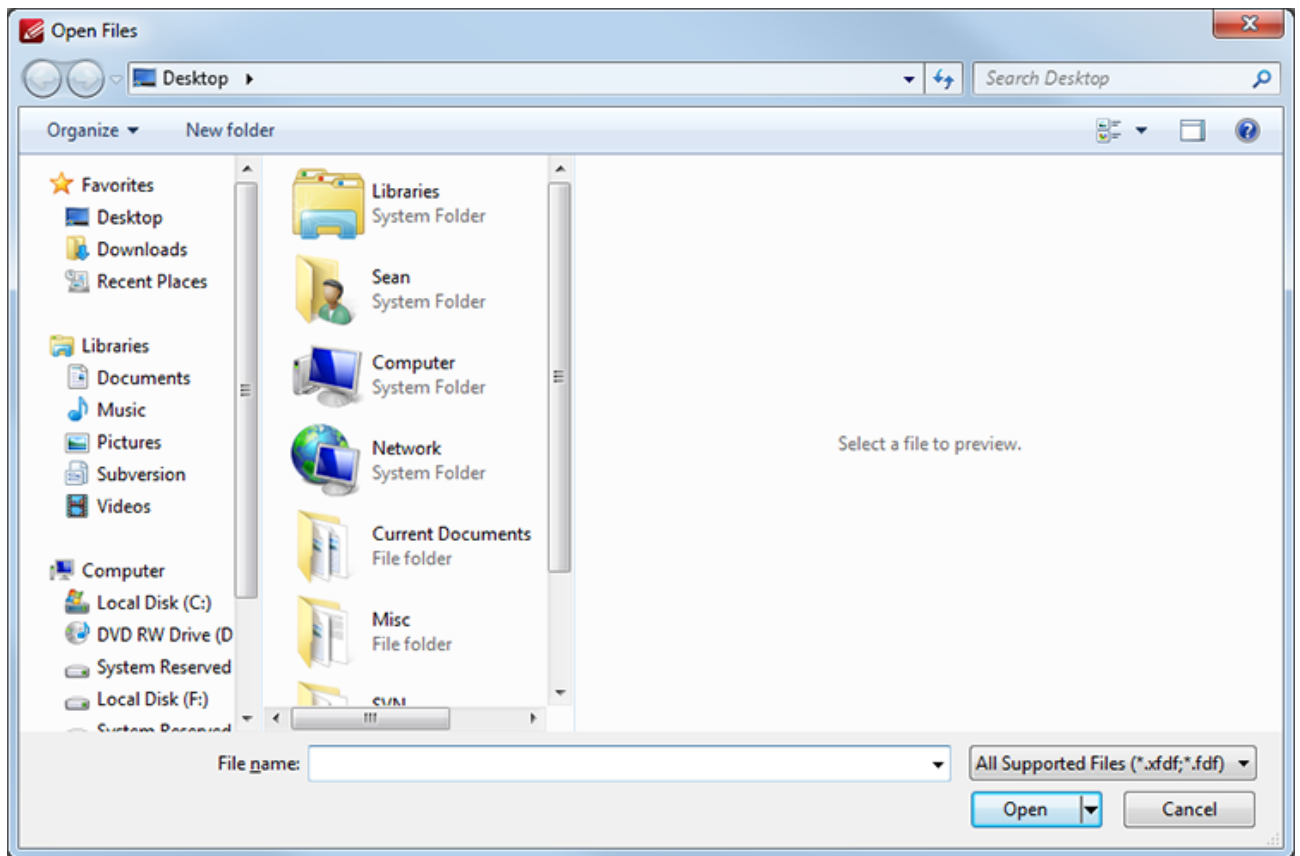 Open Files
Desktop
Search Desktop
Organize
New folder
Favorites
Desktop
Downloads
Recent Places
Libraries
Documents
Music
Pictures
Subversion
Videos
Computer
Local Disk (C:)
DVD RW Drive (D
System Reserved
Local Disk (F:)
System Reserved
Libraries
System Folder
Sean
System Folder
Computer
System Folder
Network
System Folder
Current Documents
File folder
Misc
File folder
SVN
Select a file to preview.
File name:
All Supported Files (*.xfdf;*.fdf)
Open
Cancel